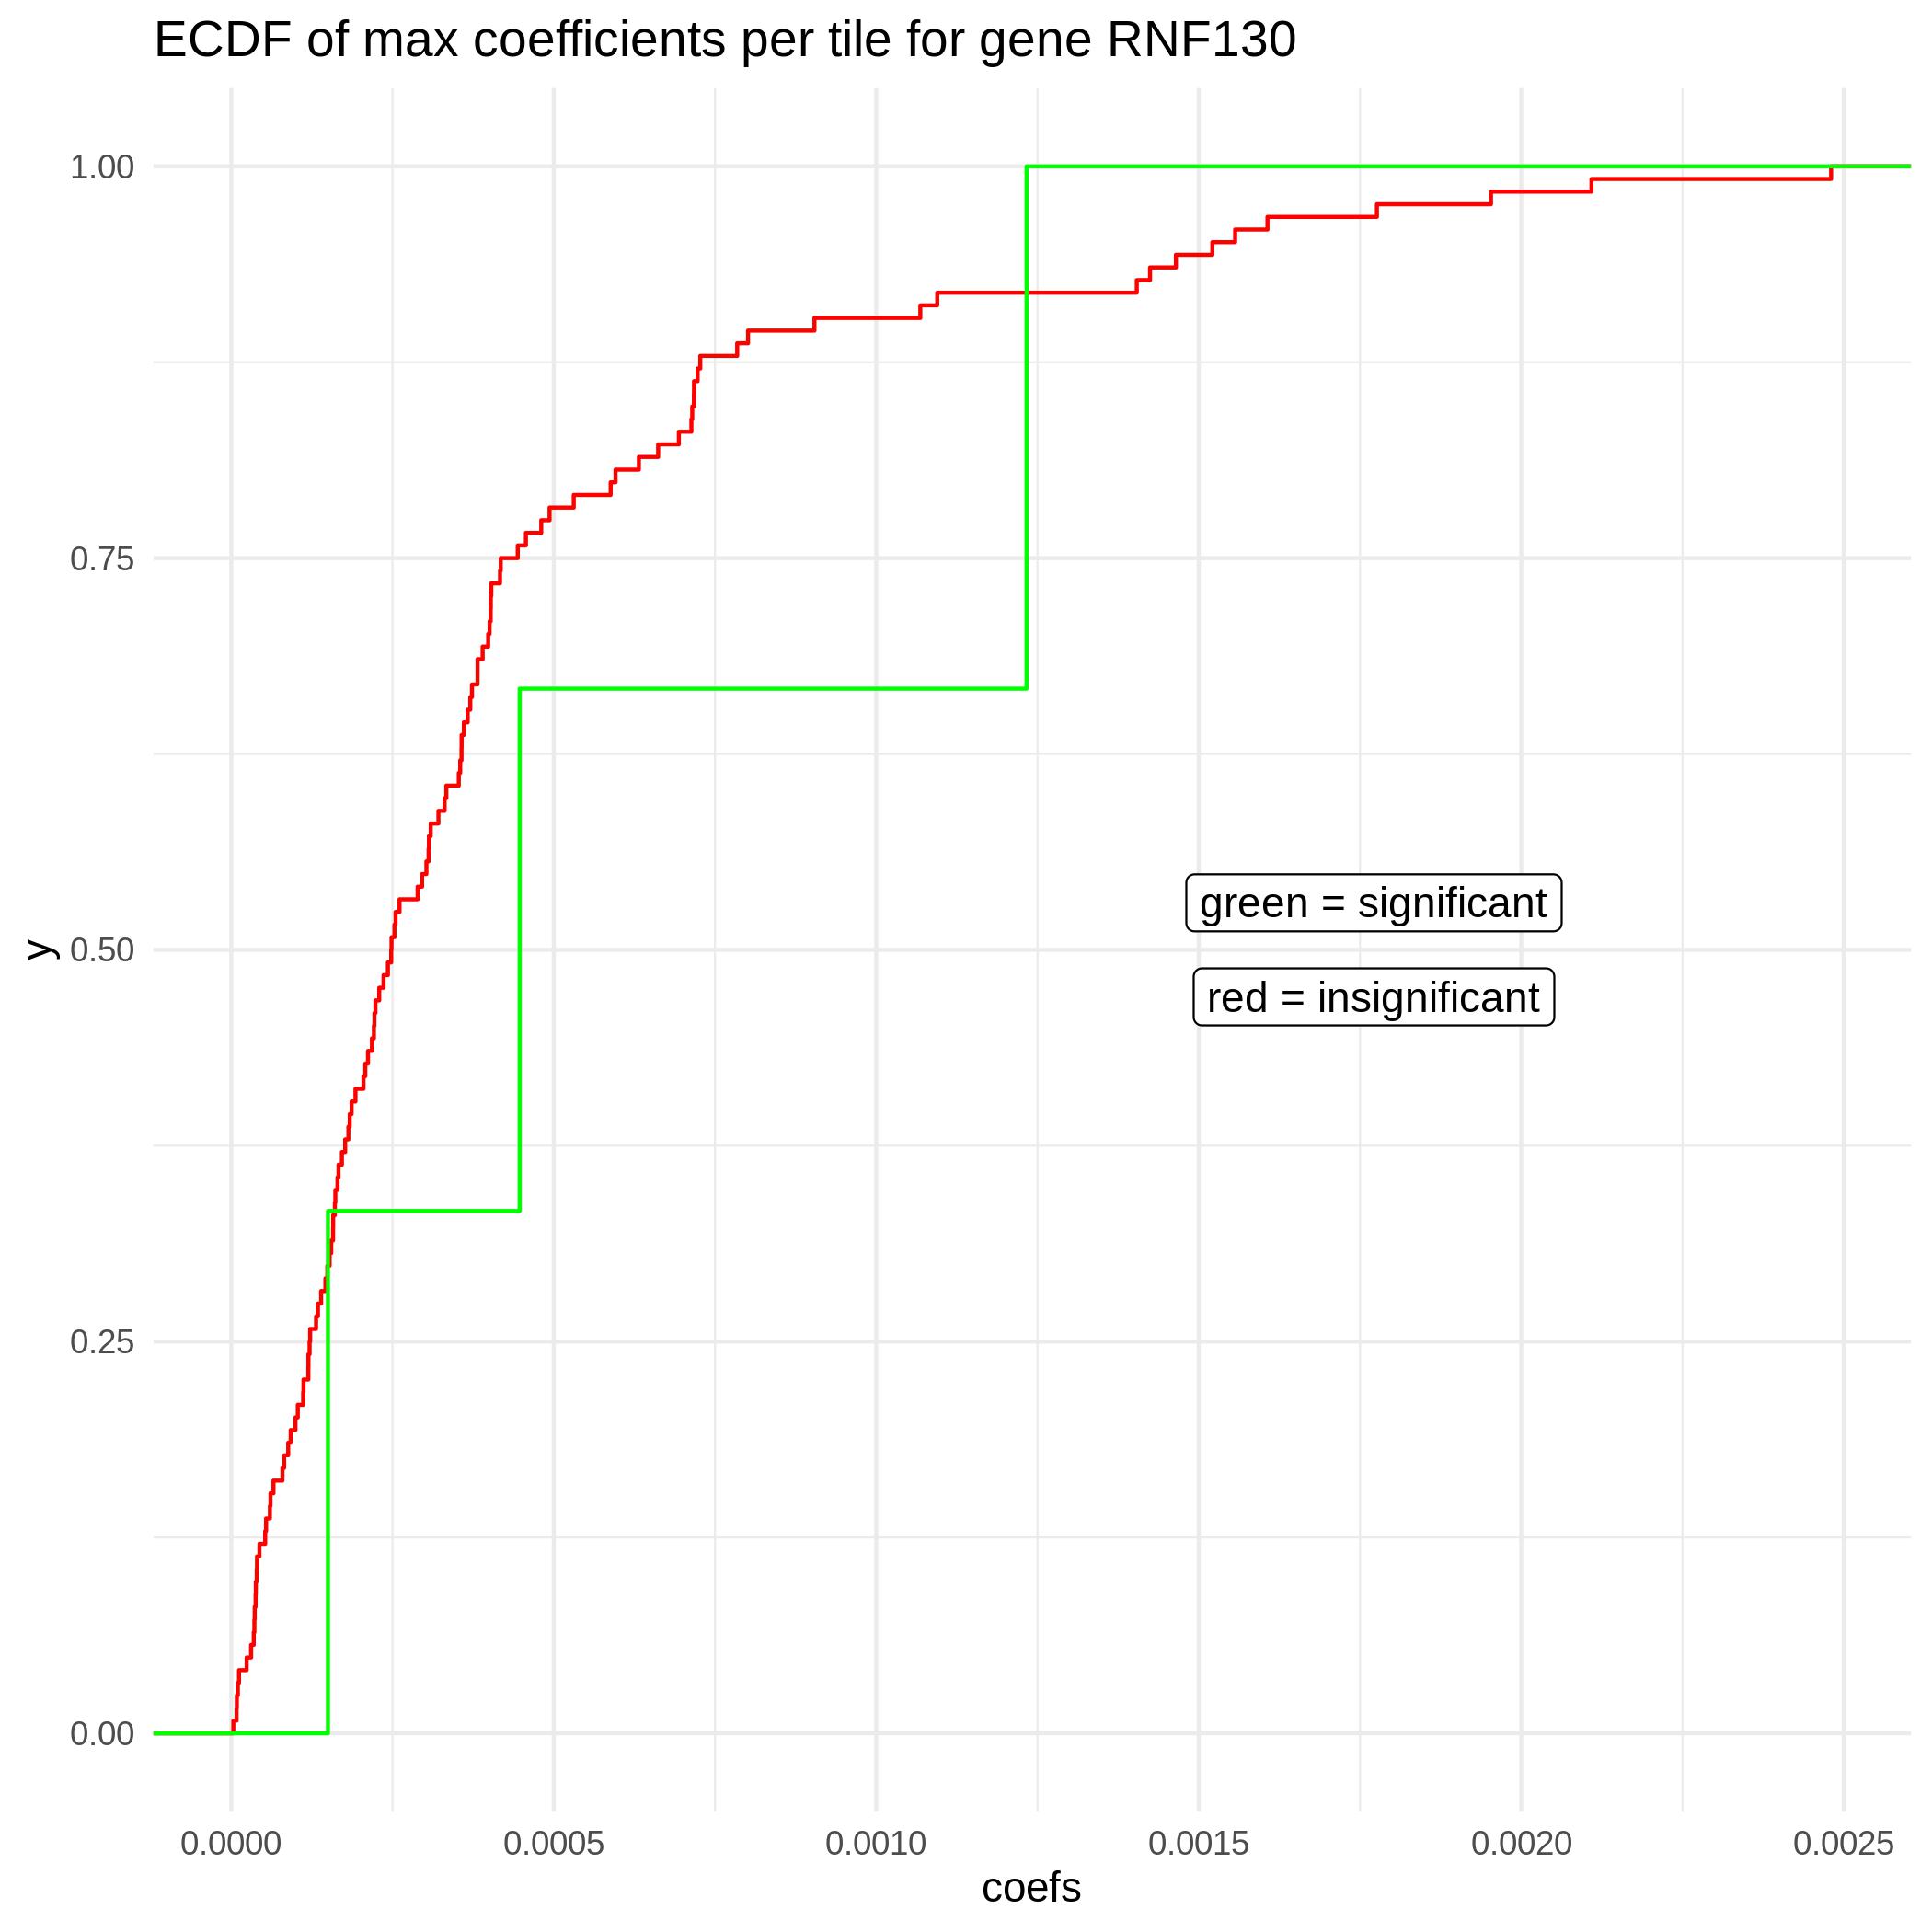 ECDF of max coefficients per tile for gene RNF130
1.00
0.75
0.50
0.25
0.00
y
green = significant
red = insignificant
0.0000 0.0005 0.0010 0.0015 0.0020 0.0025
coefs